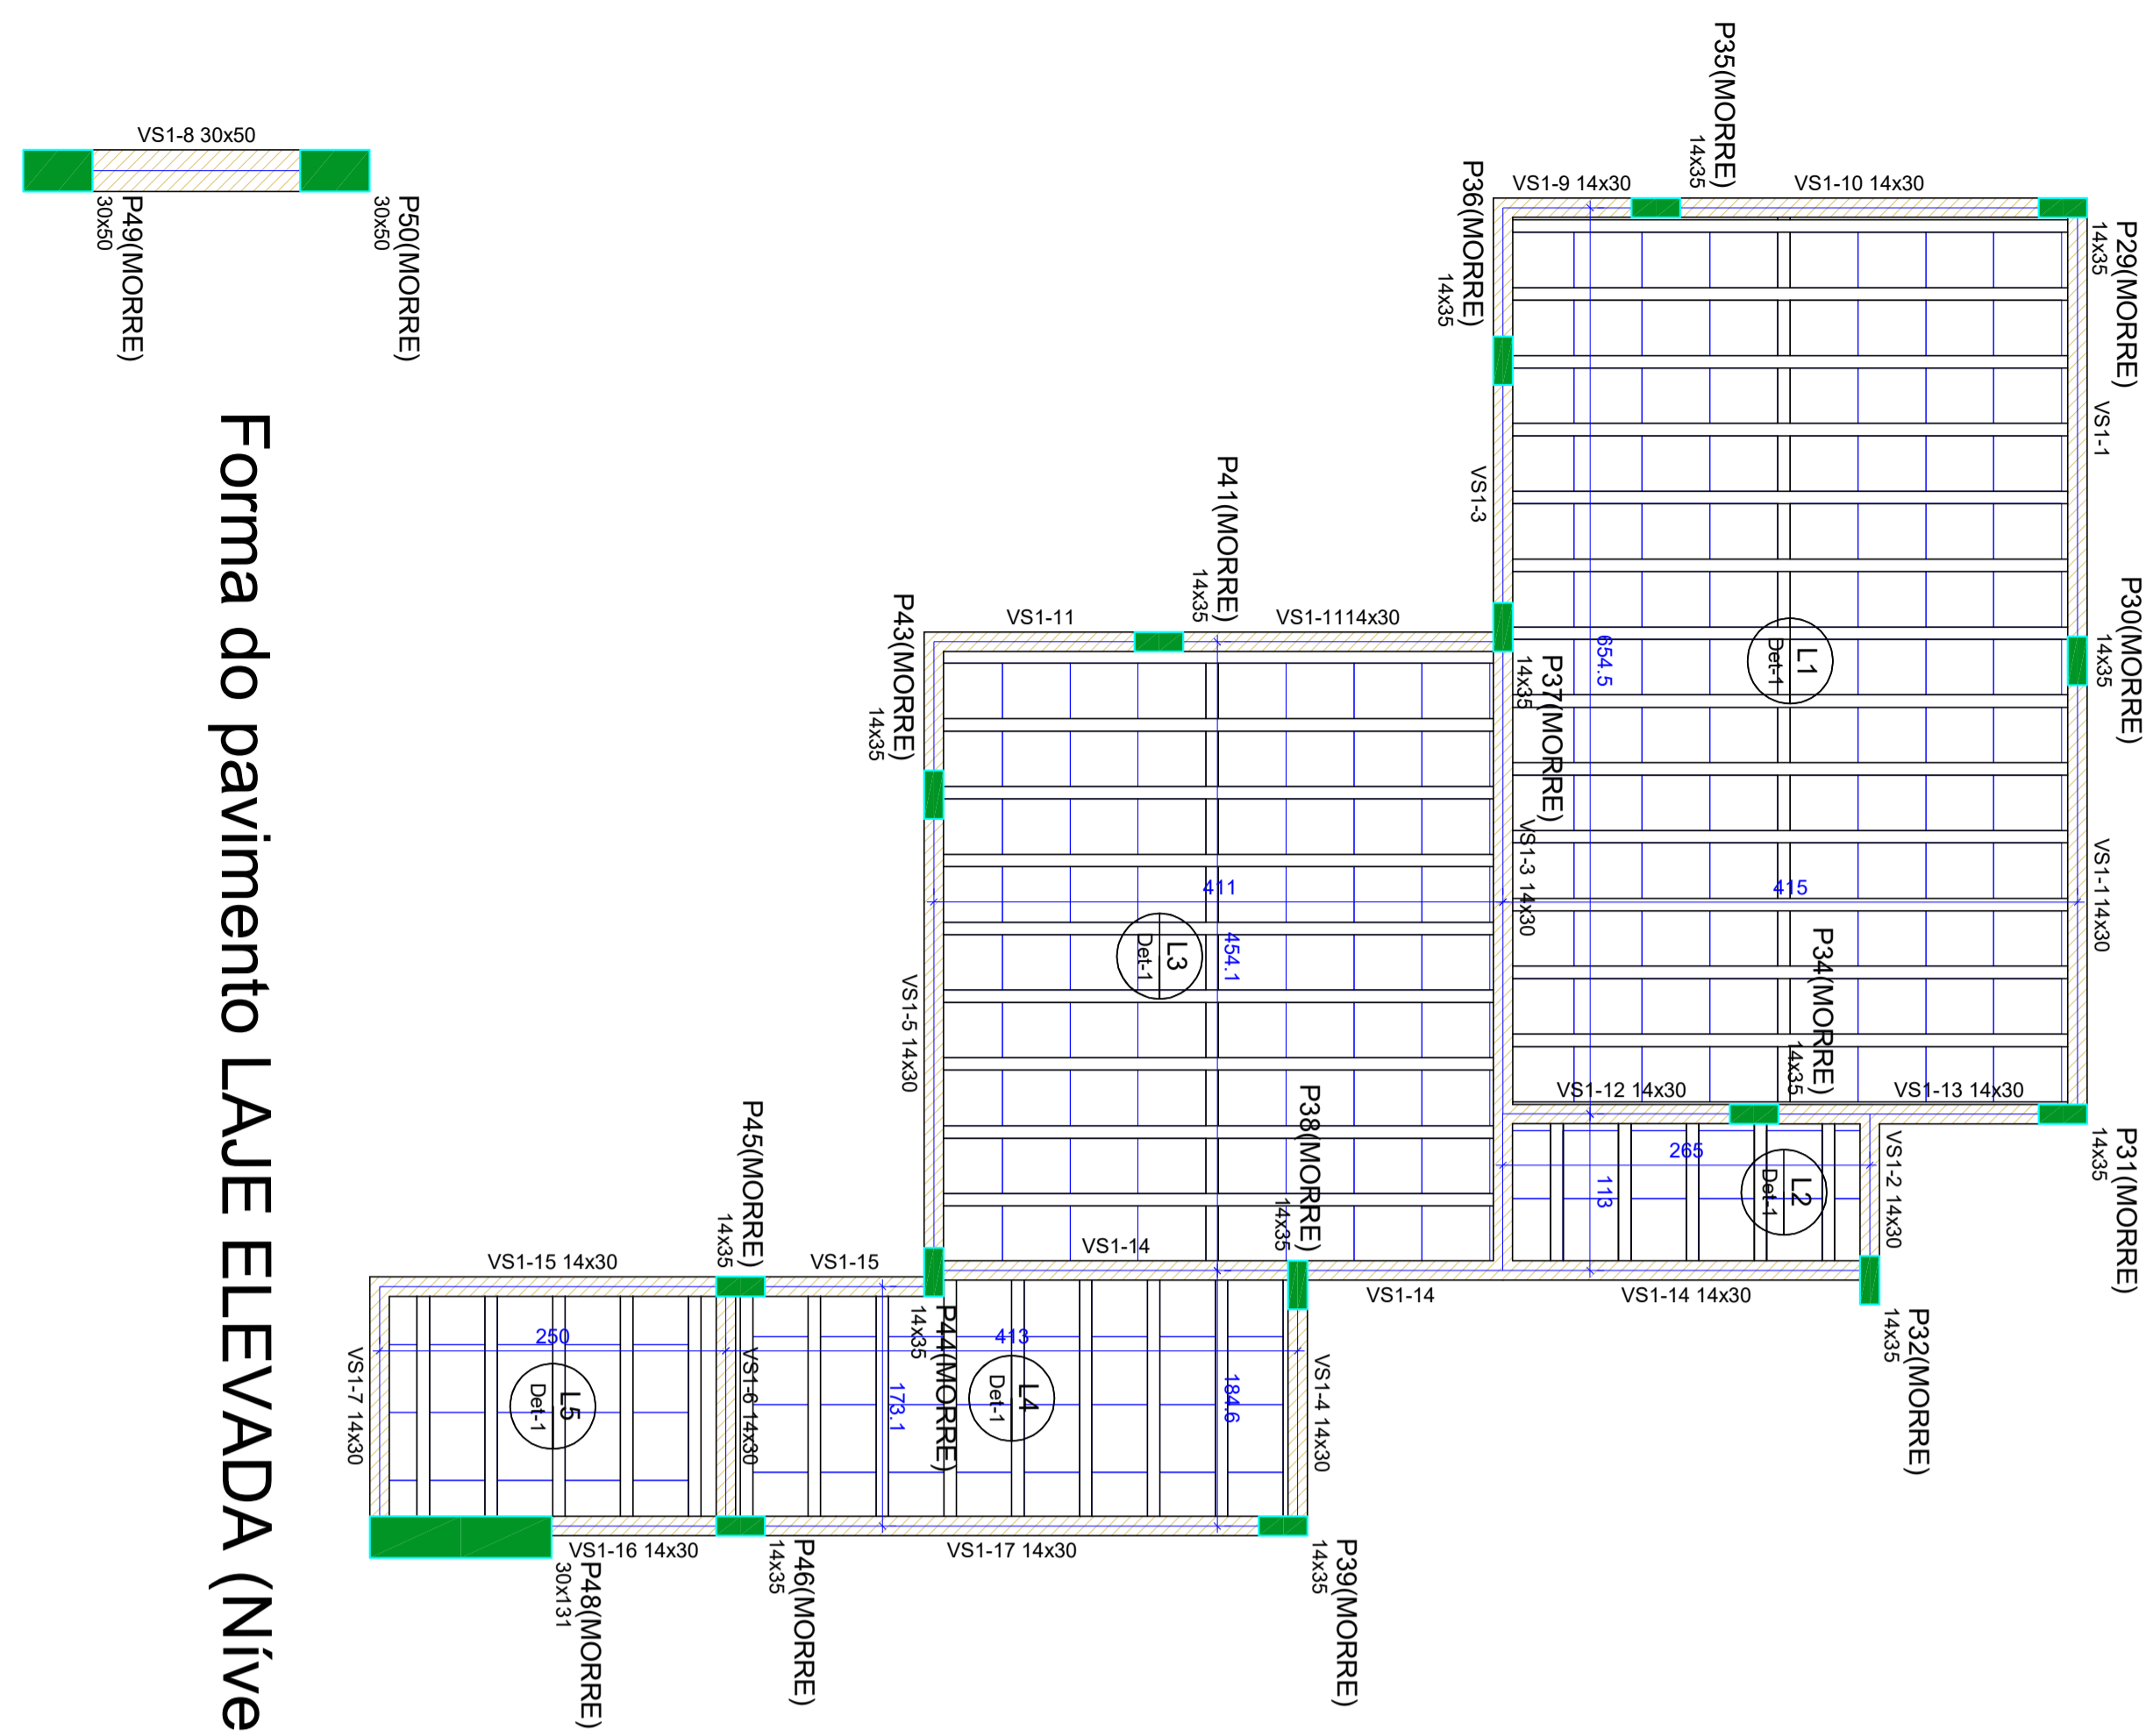 VS1-8 30x50
P49(MORRE)
30x50
P50(MORRE)
30x50
Forma do pavimento LAJE ELEVADA (Níve
P35(MORRE)
14x35
P36(MORRE)
14x35
VS1-9 14x30
VS1-10 14x30
P29(MORRE)
14x35
VS1-1
P30(MORRE)
14x35
VS1-1 14x30
VS1-3
L1
Det-1
654.5
415
P37(MORRE)
14x35
VS1-3 14x30
P41(MORRE)
14x35
VS1-11
VS1-1114x30
P43(MORRE)
14x35
411
454.1
L3
Det-1
VS1-5 14x30
P34(MORRE)
14x35
VS1-12 14x30
VS1-13 14x30
P31(MORRE)
14x35
265
113
L2
Det-1
VS1-2 14x30
P38(MORRE)
14x35
VS1-14
VS1-14
VS1-14 14x30
P32(MORRE)
14x35
P45(MORRE)
14x35
VS1-15 14x30
VS1-15
P44(MORRE)
14x35
250
413
L5
Det-1
VS1-7 14x30
VS1-6 14x30
173.1
L4
Det-1
184.6
VS1-4 14x30
VS1-16 14x30
VS1-17 14x30
P48(MORRE)
30x131
P46(MORRE)
14x35
P39(MORRE)
14x35